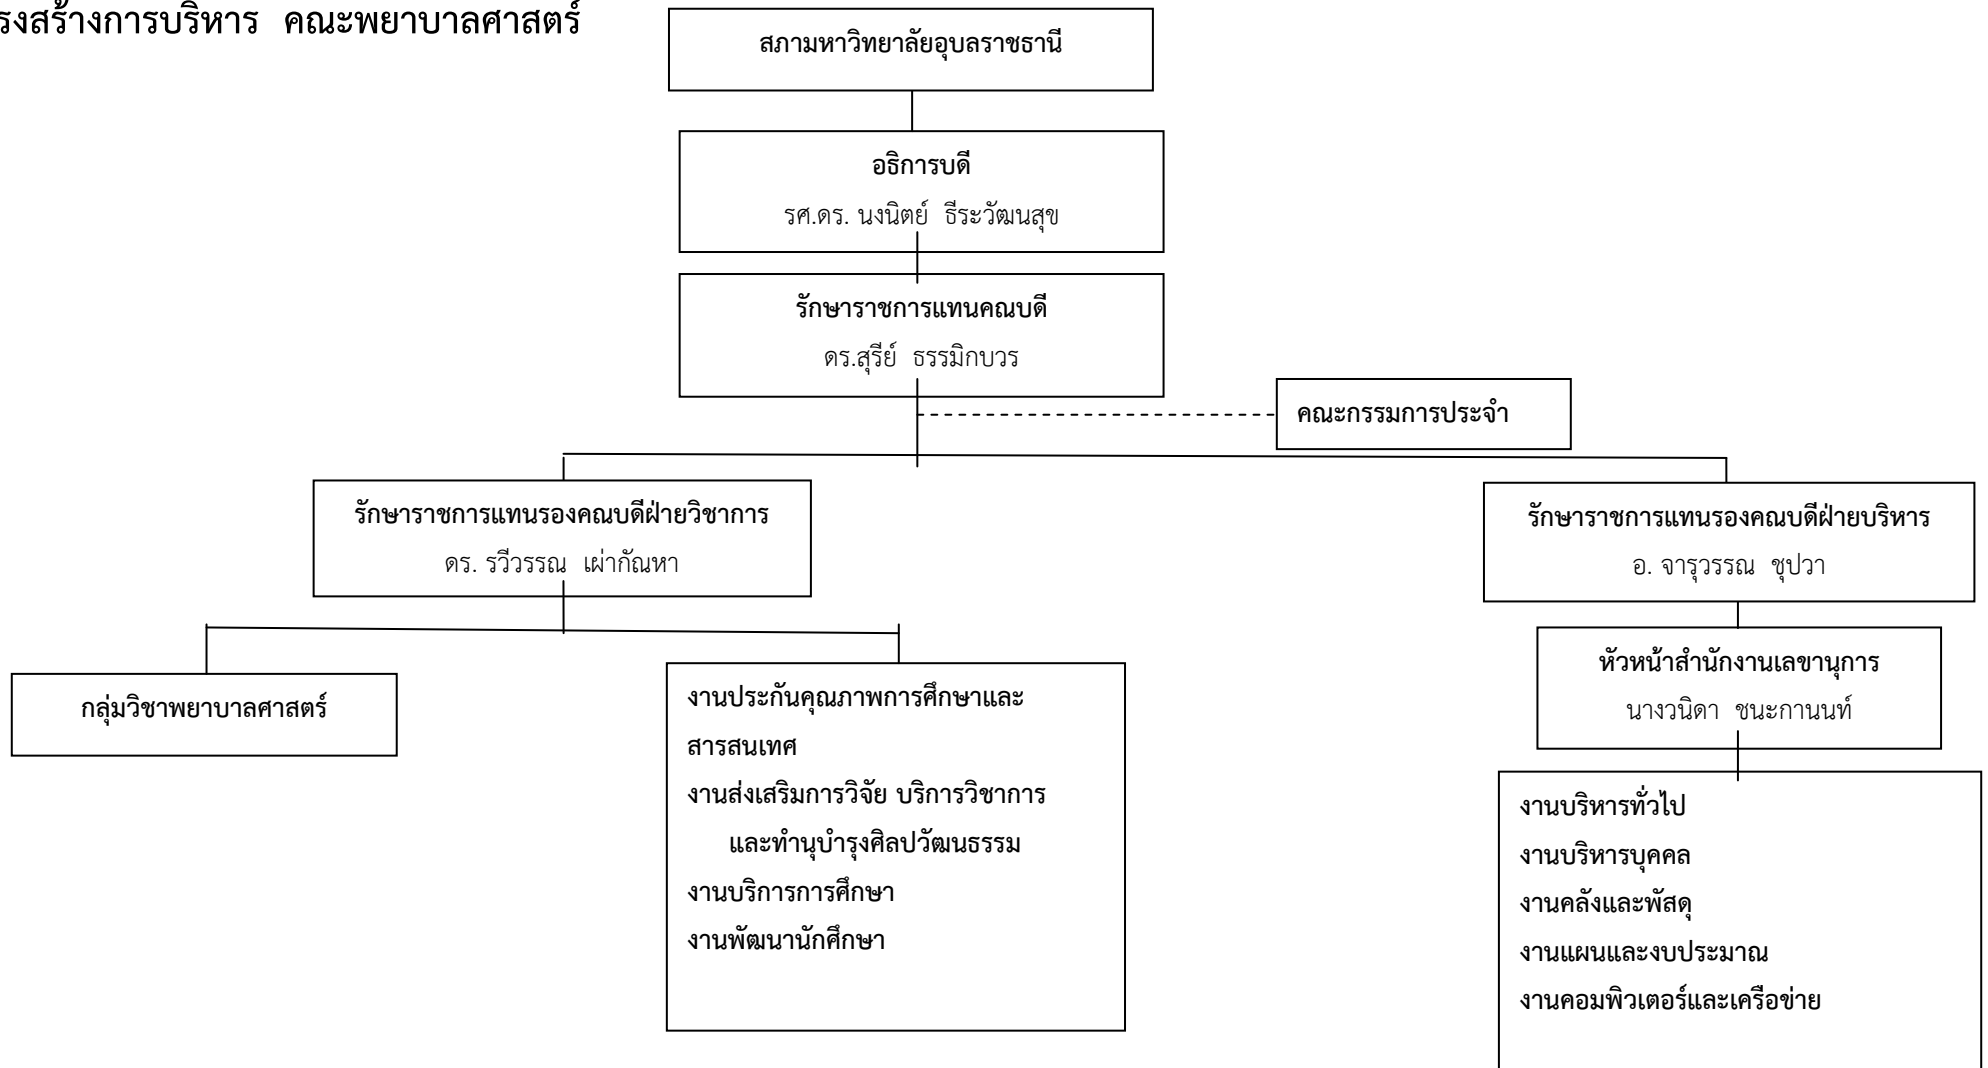 รงสร้างการบริหาร คณะพยาบาลศาสตร์
สภามหาวิทยาลัยอุบลราชธานี
อธิการบดี
รศ.ดร. นงนิตย์ ธีระวัฒนสุข
รักษาราชการแทนคณบดี
ดร.สุรีย์ ธรรมิกบวร
คณะกรรมการประจำ
รักษาราชการแทนรองคณบดีฝ่ายวิชาการ
ดร. รวีวรรณ เผ่ากัณหา
รักษาราชการแทนรองคณบดีฝ่ายบริหาร
อ. จารุวรรณ ชุปวา
หัวหน้าสำนักงานเลขานุการ
นางวนิดา ชนะกานนท์
กลุ่มวิชาพยาบาลศาสตร์
งานประกันคุณภาพการศึกษาและ
สารสนเทศ
งานส่งเสริมการวิจัย บริการวิชาการ
และทำนุบำรุงศิลปวัฒนธรรม
งานบริการการศึกษา
งานพัฒนานักศึกษา
งานบริหารทั่วไป
งานบริหารบุคคล
งานคลังและพัสดุ
งานแผนและงบประมาณ
งานคอมพิวเตอร์และเครือข่าย